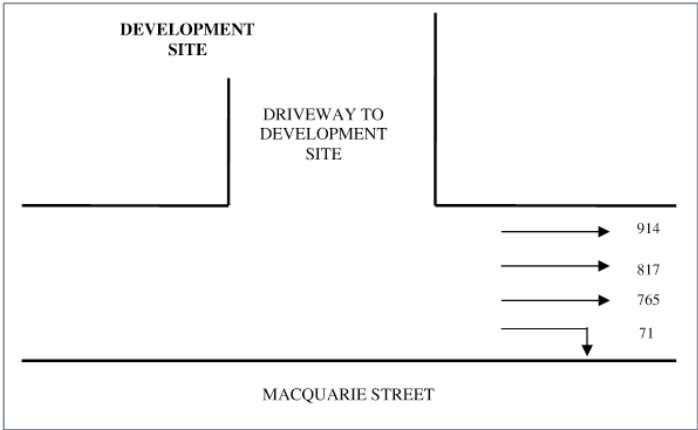 DEVELOPMENT
SITE
DRIVEWAY TO
DEVELOPMENT
SITE
914
817
765
71
MACQUARIE STREET